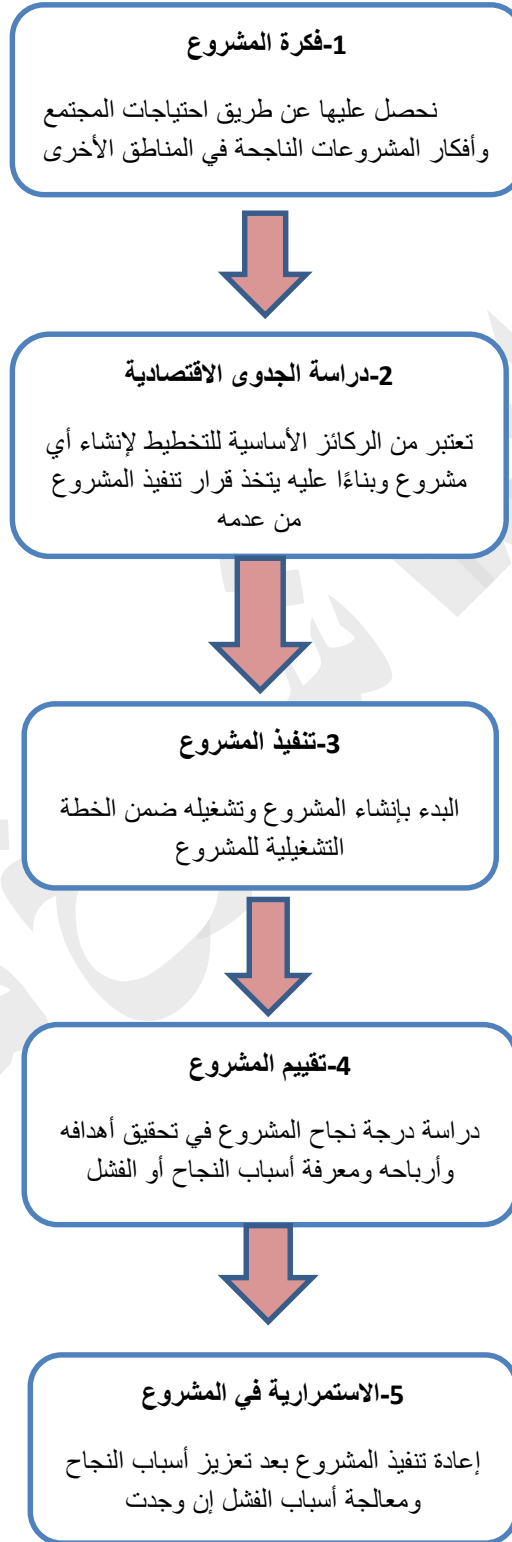 1-فكرة المشروع
نحصل عليها عن طريق احتياجات المجتمع
وأفكار المشروعات الناجحة في المناطق الأخرى
2-دراسة الجدوى الاقتصادية
تعتبر من الركائز الأساسية للتخطيط لإنشاء أي
مشروع وبناءًا عليه يتخذ قرار تنفيذ المشروع
من عدمه
3-تنفيذ المشروع
البدء بإنشاء المشروع وتشغيله ضمن الخطة
التشغيلية للمشروع
4-تقييم المشروع
دراسة درجة نجاح المشروع في تحقيق أهدافه
وأرباحه ومعرفة أسباب النجاح أو الفشل
5-الاستمرارية في المشروع
إعادة تنفيذ المشروع بعد تعزيز أسباب النجاح
ومعالجة أسباب الفشل إن وجدت